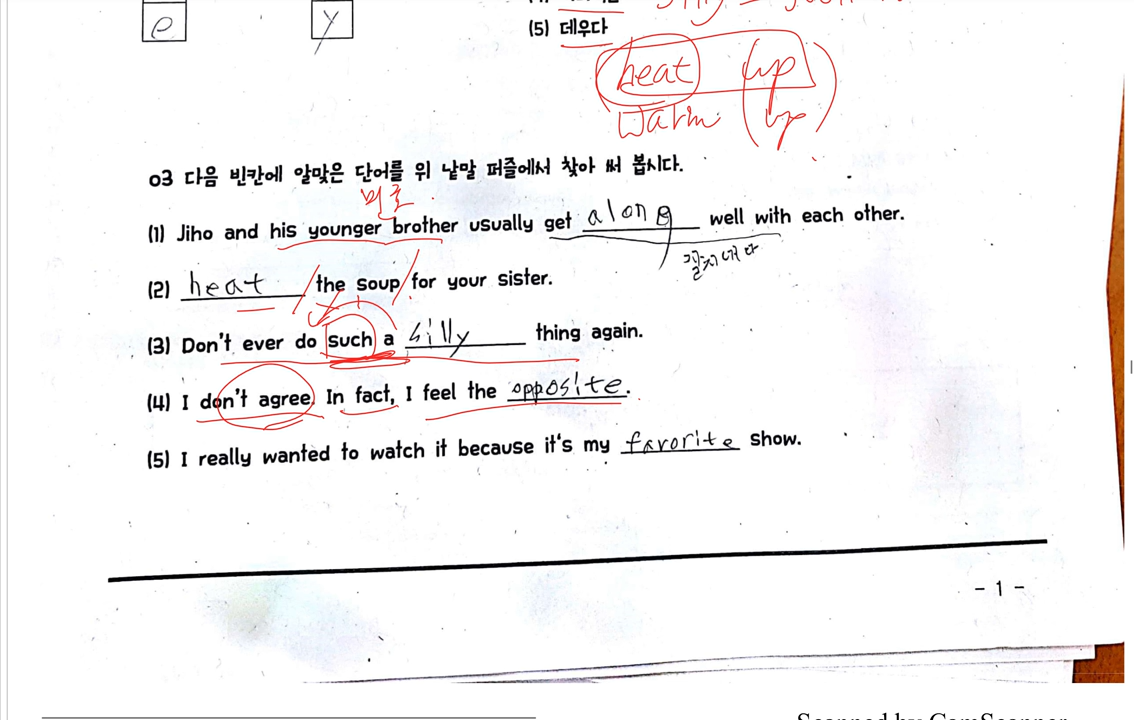 e y
(5) 데우다
heat up
warm (up)
03 다음 빈칸에 알맞은 단어를 위 낱말 퍼즐에서 찾아 써 봅시다.
(1) Jiho and his younger brother usually get along well with each other.
잘지내다
(2) heat the soup for your sister.
(3) Don't ever do such a silly thing again.
(4) I don't agree. In fact, I feel the opposite.
(5) I really wanted to watch it because it's my favorite show.
- 1 -